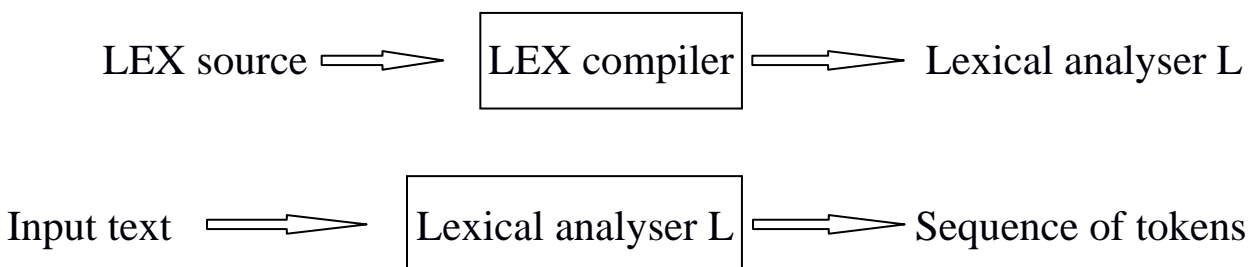 LEX source LEX compiler Lexical analyser L
Input text Lexical analyser L Sequence of tokens